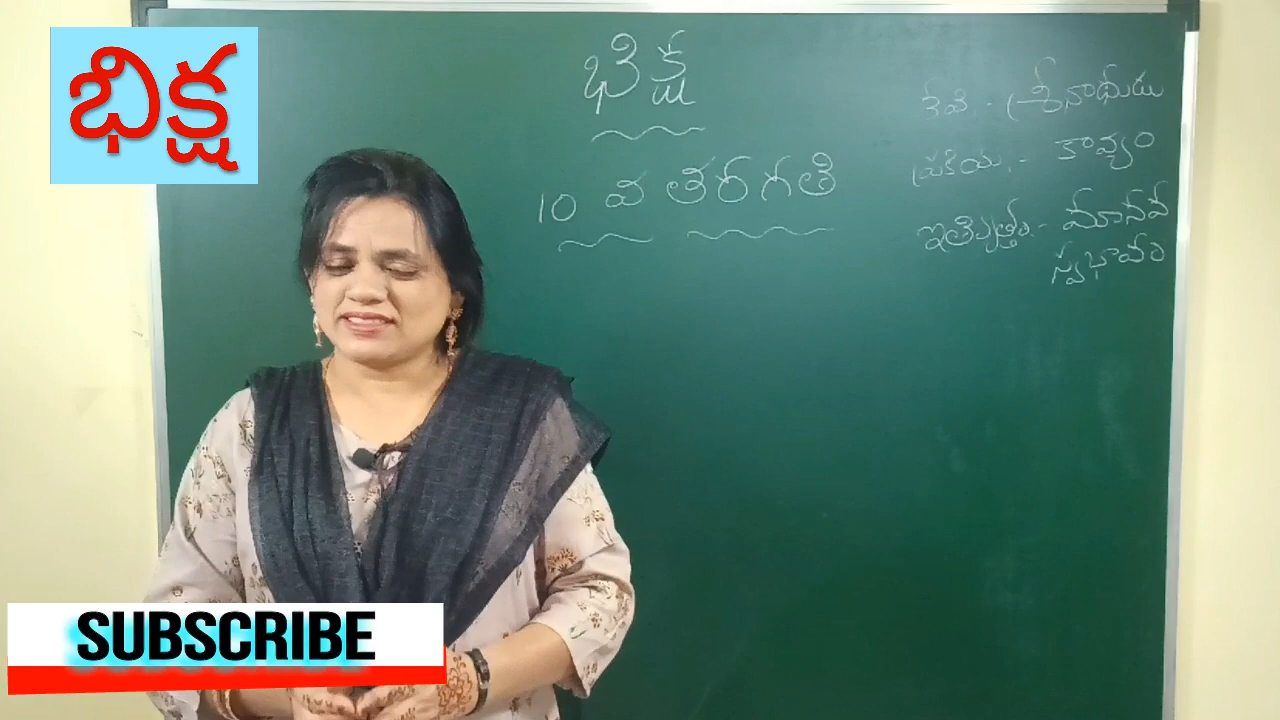 భిక్ష
భిక్ష
10 వ తరగతి
కవి :- శ్రీనాథుడు
ప్రక్రియ :- కావ్యం
ఇతివృత్తం :- మానవ
స్వభావం
SUBSCRIBE